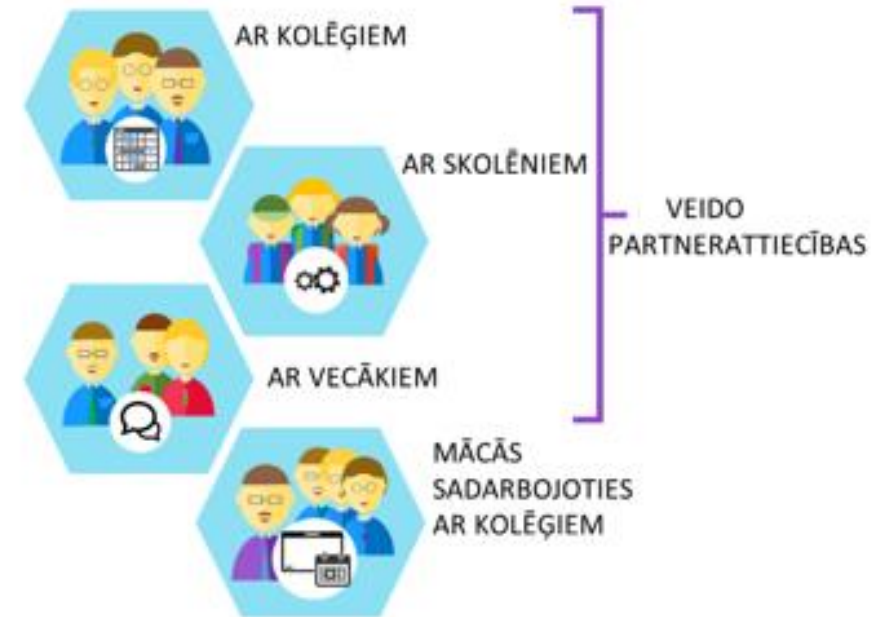 AR KOLĒĢIEM
AR SKOLĒNIEM
VEIDO
PARTNERATTIECĪBAS
AR VECĀKIEM
MĀCĀS
SADARBOJOTIES
AR KOLĒĢIEM